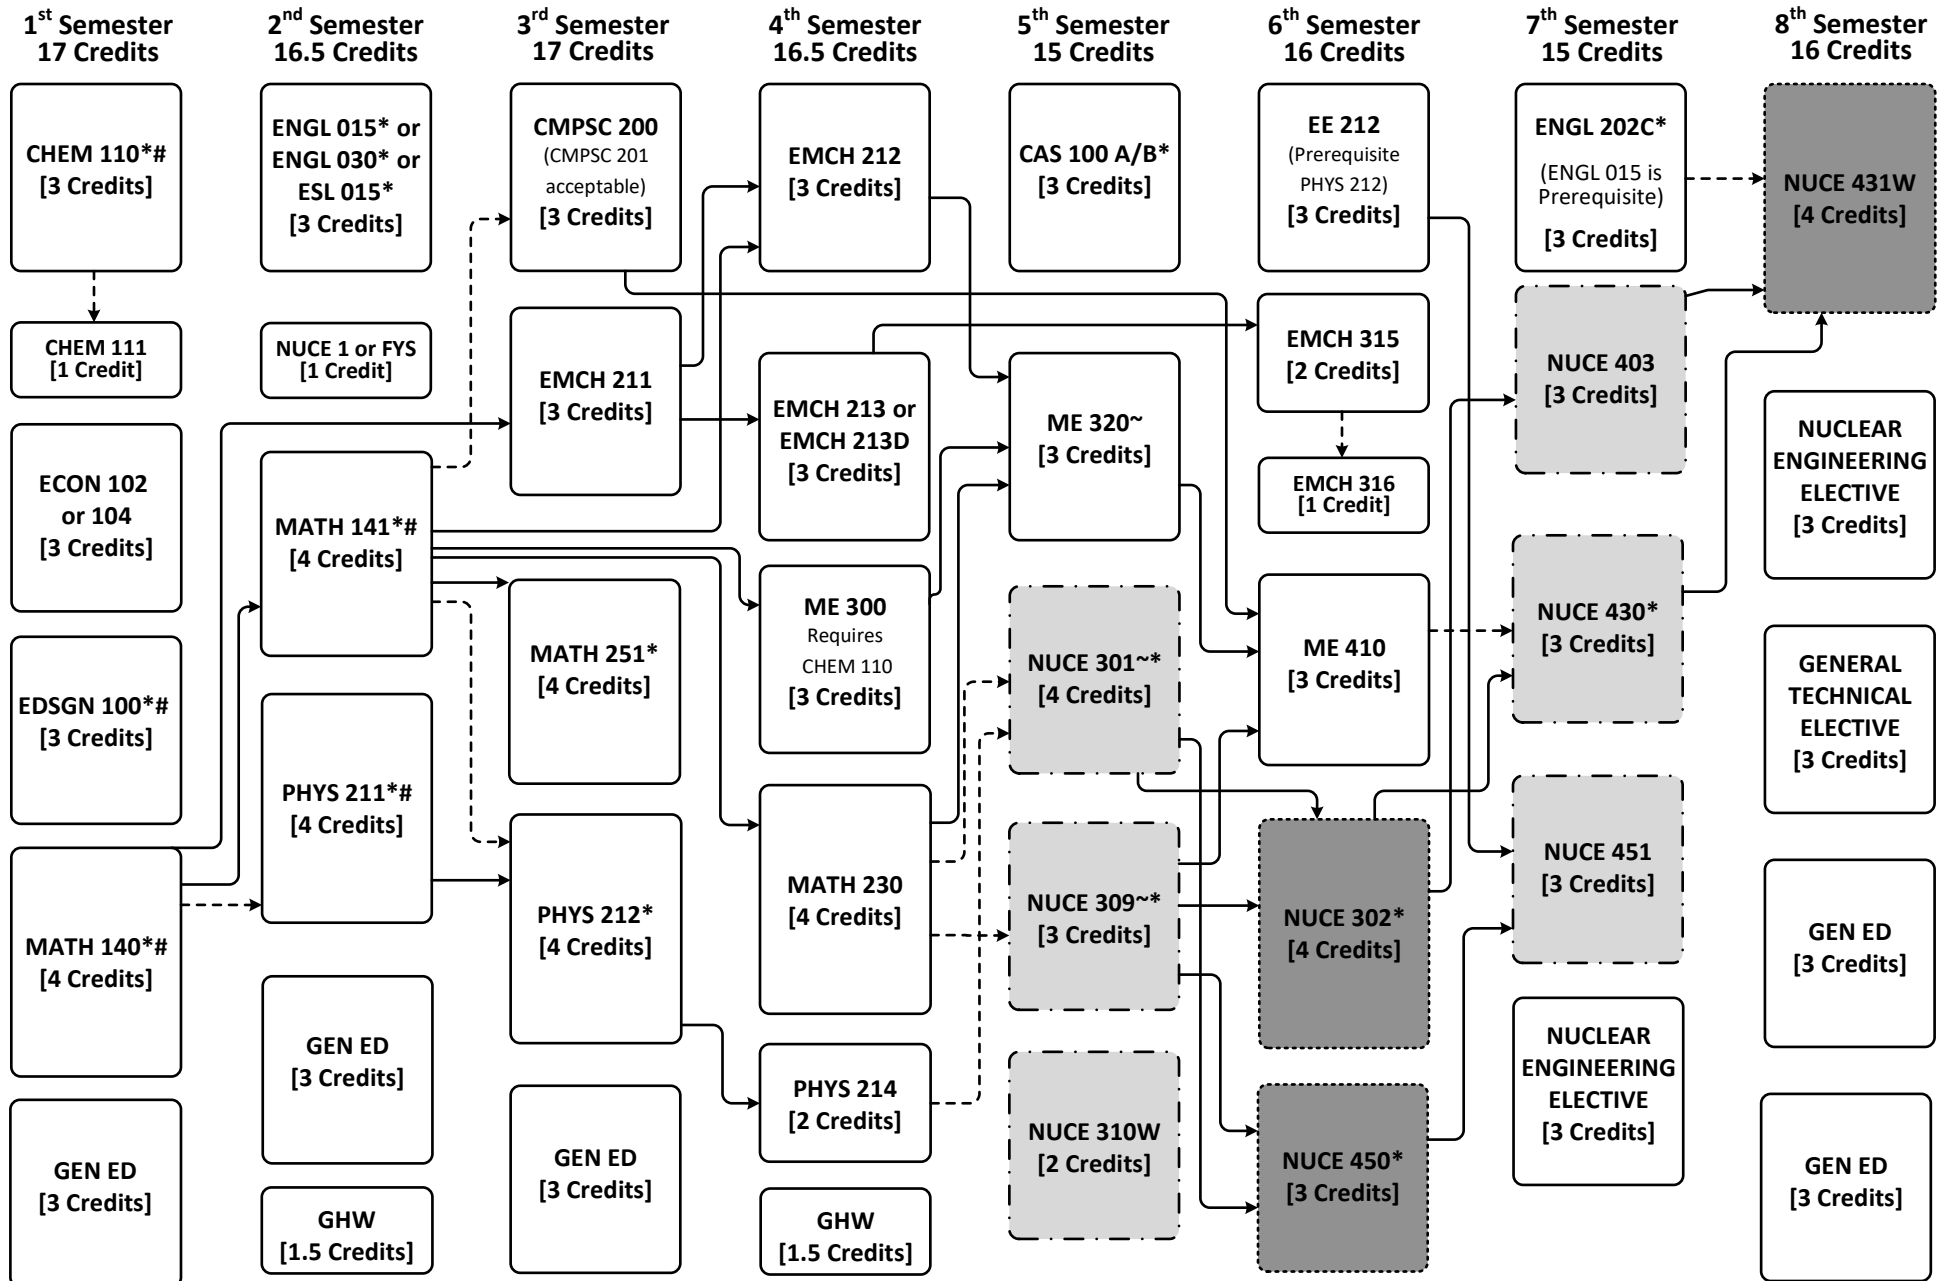 1st Semester
17 Credits
2nd Semester
16.5 Credits
3rd Semester
17 Credits
4th Semester
16.5 Credits
5th Semester
15 Credits
6th Semester
16 Credits
7th Semester
15 Credits
8th Semester
16 Credits
CHEM 110*#
[3 Credits]
CHEM 111
[1 Credit]
ECON 102
or 104
[3 Credits]
EDSGN 100*#
[3 Credits]
MATH 140*#
[4 Credits]
GEN ED
[3 Credits]
ENGL 015* or
ENGL 030* or
ESL 015*
[3 Credits]
NUCE 1 or FYS
[1 Credit]
MATH 141*#
[4 Credits]
PHYS 211*#
[4 Credits]
GEN ED
[3 Credits]
GHW
[1.5 Credits]
CMPSC 200
(CMPSC 201
acceptable)
[3 Credits]
EMCH 211
[3 Credits]
MATH 251*
[4 Credits]
PHYS 212*
[4 Credits]
GEN ED
[3 Credits]
EMCH 212
[3 Credits]
EMCH 213 or
EMCH 213D
[3 Credits]
ME 300
Requires
CHEM 110
[3 Credits]
MATH 230
[4 Credits]
PHYS 214
[2 Credits]
GHW
[1.5 Credits]
CAS 100 A/B*
[3 Credits]
ME 320~
[3 Credits]
NUCE 301~*
[4 Credits]
NUCE 309~*
[3 Credits]
NUCE 310W
[2 Credits]
EE 212
(Prerequisite
PHYS 212)
[3 Credits]
EMCH 315
[2 Credits]
EMCH 316
[1 Credit]
ME 410
[3 Credits]
NUCE 302*
[4 Credits]
NUCE 450*
[3 Credits]
ENGL 202C*
(ENGL 015 is
Prerequisite)
[3 Credits]
NUCE 403
[3 Credits]
NUCE 430*
[3 Credits]
NUCE 451
[3 Credits]
NUCLEAR
ENGINEERING
ELECTIVE
[3 Credits]
NUCE 431W
[4 Credits]
NUCLEAR
ENGINEERING
ELECTIVE
[3 Credits]
GENERAL
TECHNICAL
ELECTIVE
[3 Credits]
GEN ED
[3 Credits]
GEN ED
[3 Credits]